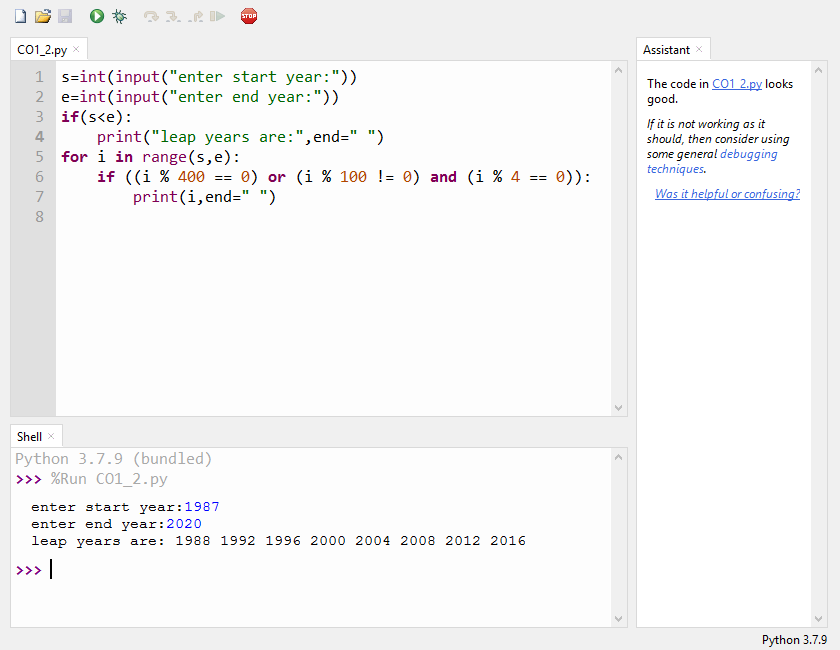 STOP
CO1_2.py ×
1 s=int(input("enter start year:"))
2 e=int(input("enter end year:"))
3 if(s<e):
4     print("leap years are:",end=" ")
5 for i in range(s,e):
6     if ((i % 400 == 0) or (i % 100 != 0) and (i % 4 == 0)):
7         print(i,end=" ")
8
Shell ×
Python 3.7.9 (bundled)
>>> %Run CO1_2.py
enter start year:1987
enter end year:2020
leap years are: 1988 1992 1996 2000 2004 2008 2012 2016
>>>
Assistant ×
The code in CO1_2.py looks
good.
If it is not working as it
should, then consider using
some general debugging
techniques.
Was it helpful or confusing?
Python 3.7.9